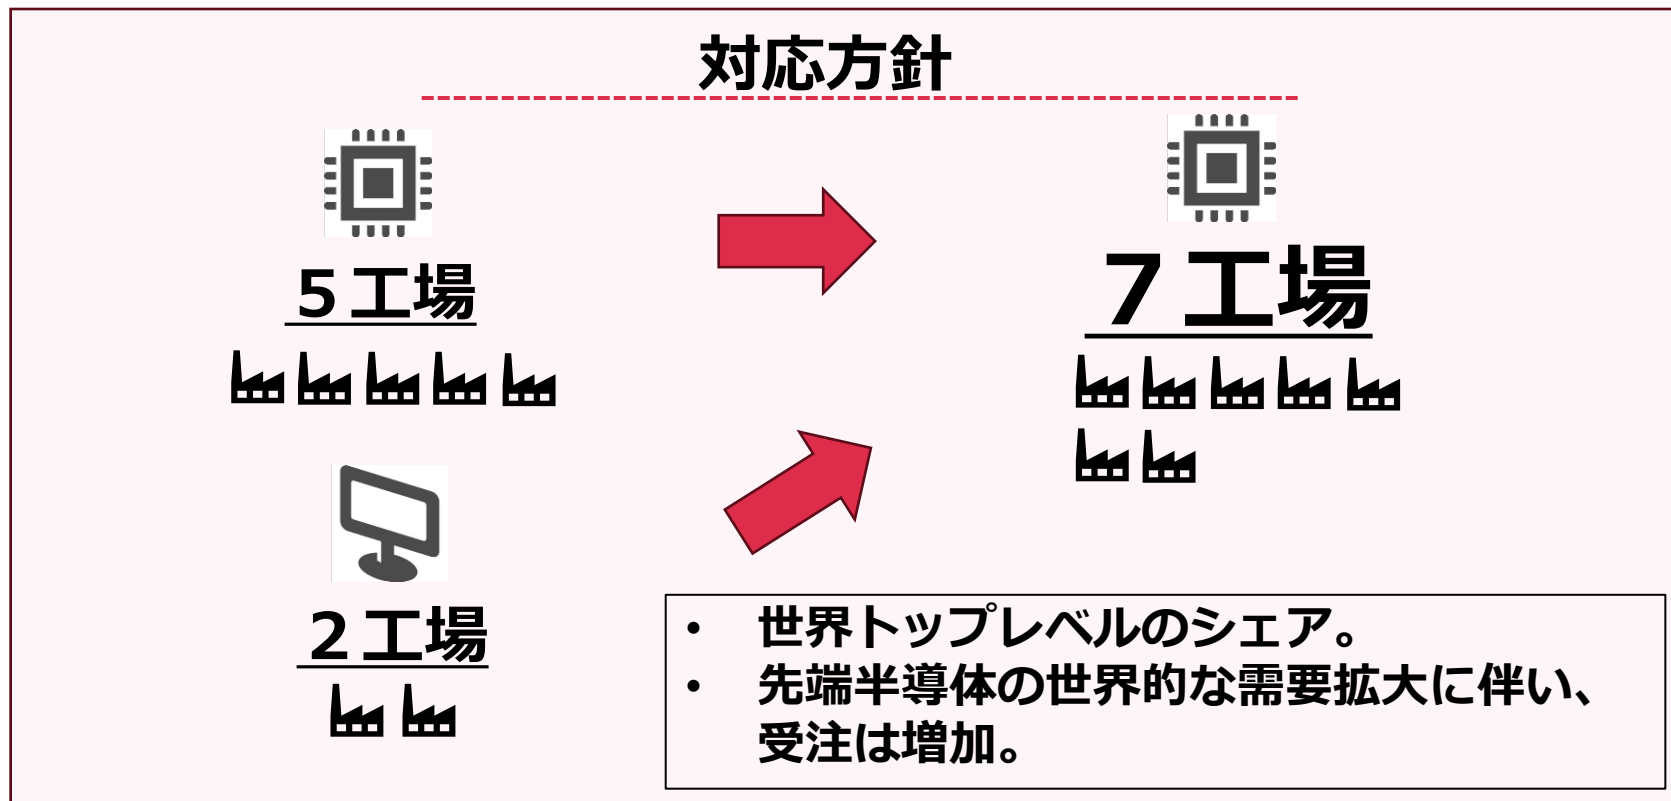 対応方針
５工場
７工場
２工場
• 世界トップレベルのシェア。
• 先端半導体の世界的な需要拡大に伴い、
受注は増加。